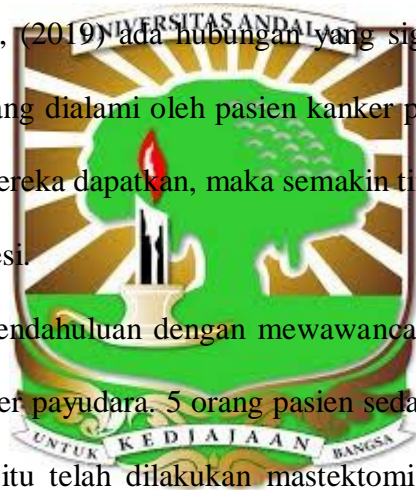 UNIVERSITAS ANDALAS
, (2019) ada hubungan yang sig
ang dialami oleh pasien kanker p
ereka dapatkan, maka semakin ti
esi.
endahuluan dengan mewawanca
er payudara. 5 orang pasien seda
UNTUK KEDJAJAAN BANGSA
itu telah dilakukan mastektomi